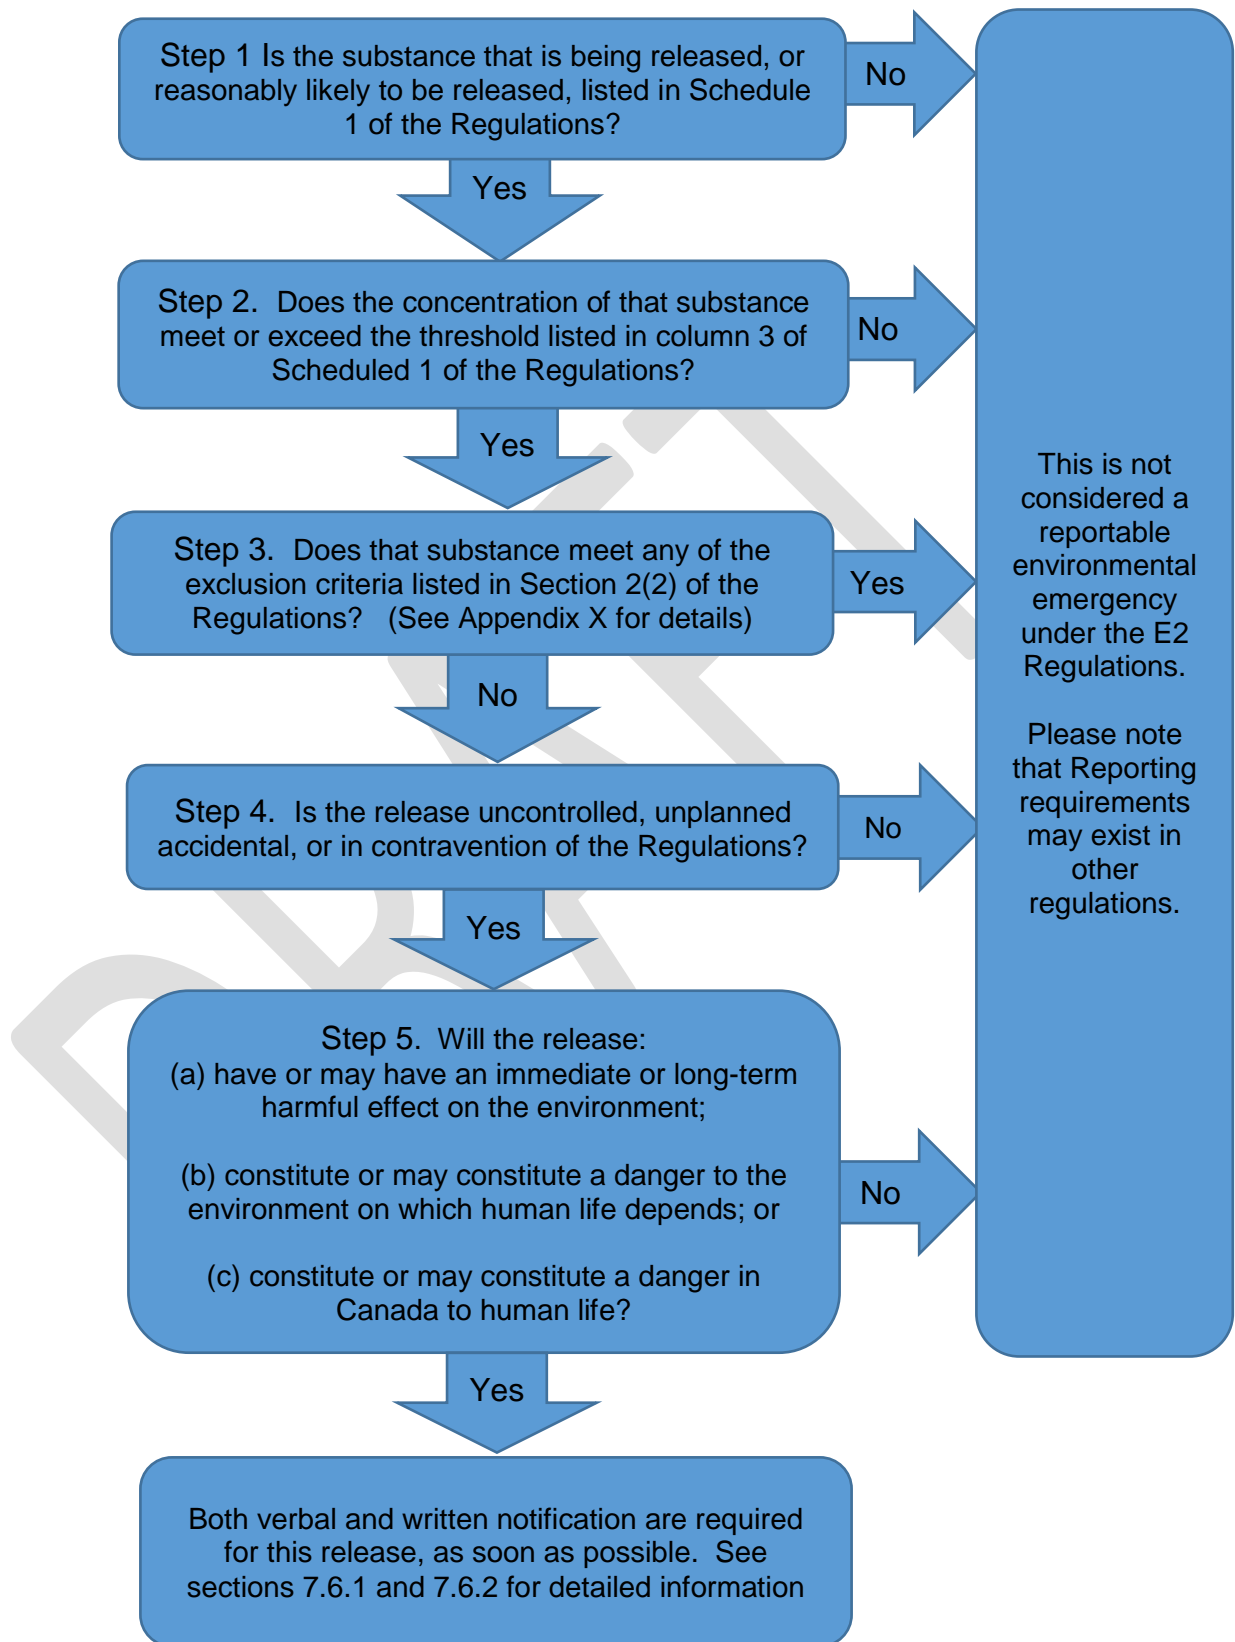 Step 1 Is the substance that is being released, or
reasonably likely to be released, listed in Schedule
1 of the Regulations?
No
Yes
Step 2.  Does the concentration of that substance
meet or exceed the threshold listed in column 3 of
Scheduled 1 of the Regulations?
No
Yes
Step 3.  Does that substance meet any of the
exclusion criteria listed in Section 2(2) of the
Regulations?   (See Appendix X for details)
Yes
No
Step 4.  Is the release uncontrolled, unplanned
accidental, or in contravention of the Regulations?
No
Yes
Step 5.  Will the release:
(a) have or may have an immediate or long-term
harmful effect on the environment;
(b) constitute or may constitute a danger to the
environment on which human life depends; or
(c) constitute or may constitute a danger in
Canada to human life?
No
Yes
Both verbal and written notification are required
for this release, as soon as possible.  See
sections 7.6.1 and 7.6.2 for detailed information
This is not
considered a
reportable
environmental
emergency
under the E2
Regulations.
Please note
that Reporting
requirements
may exist in
other
regulations.
DRAFT